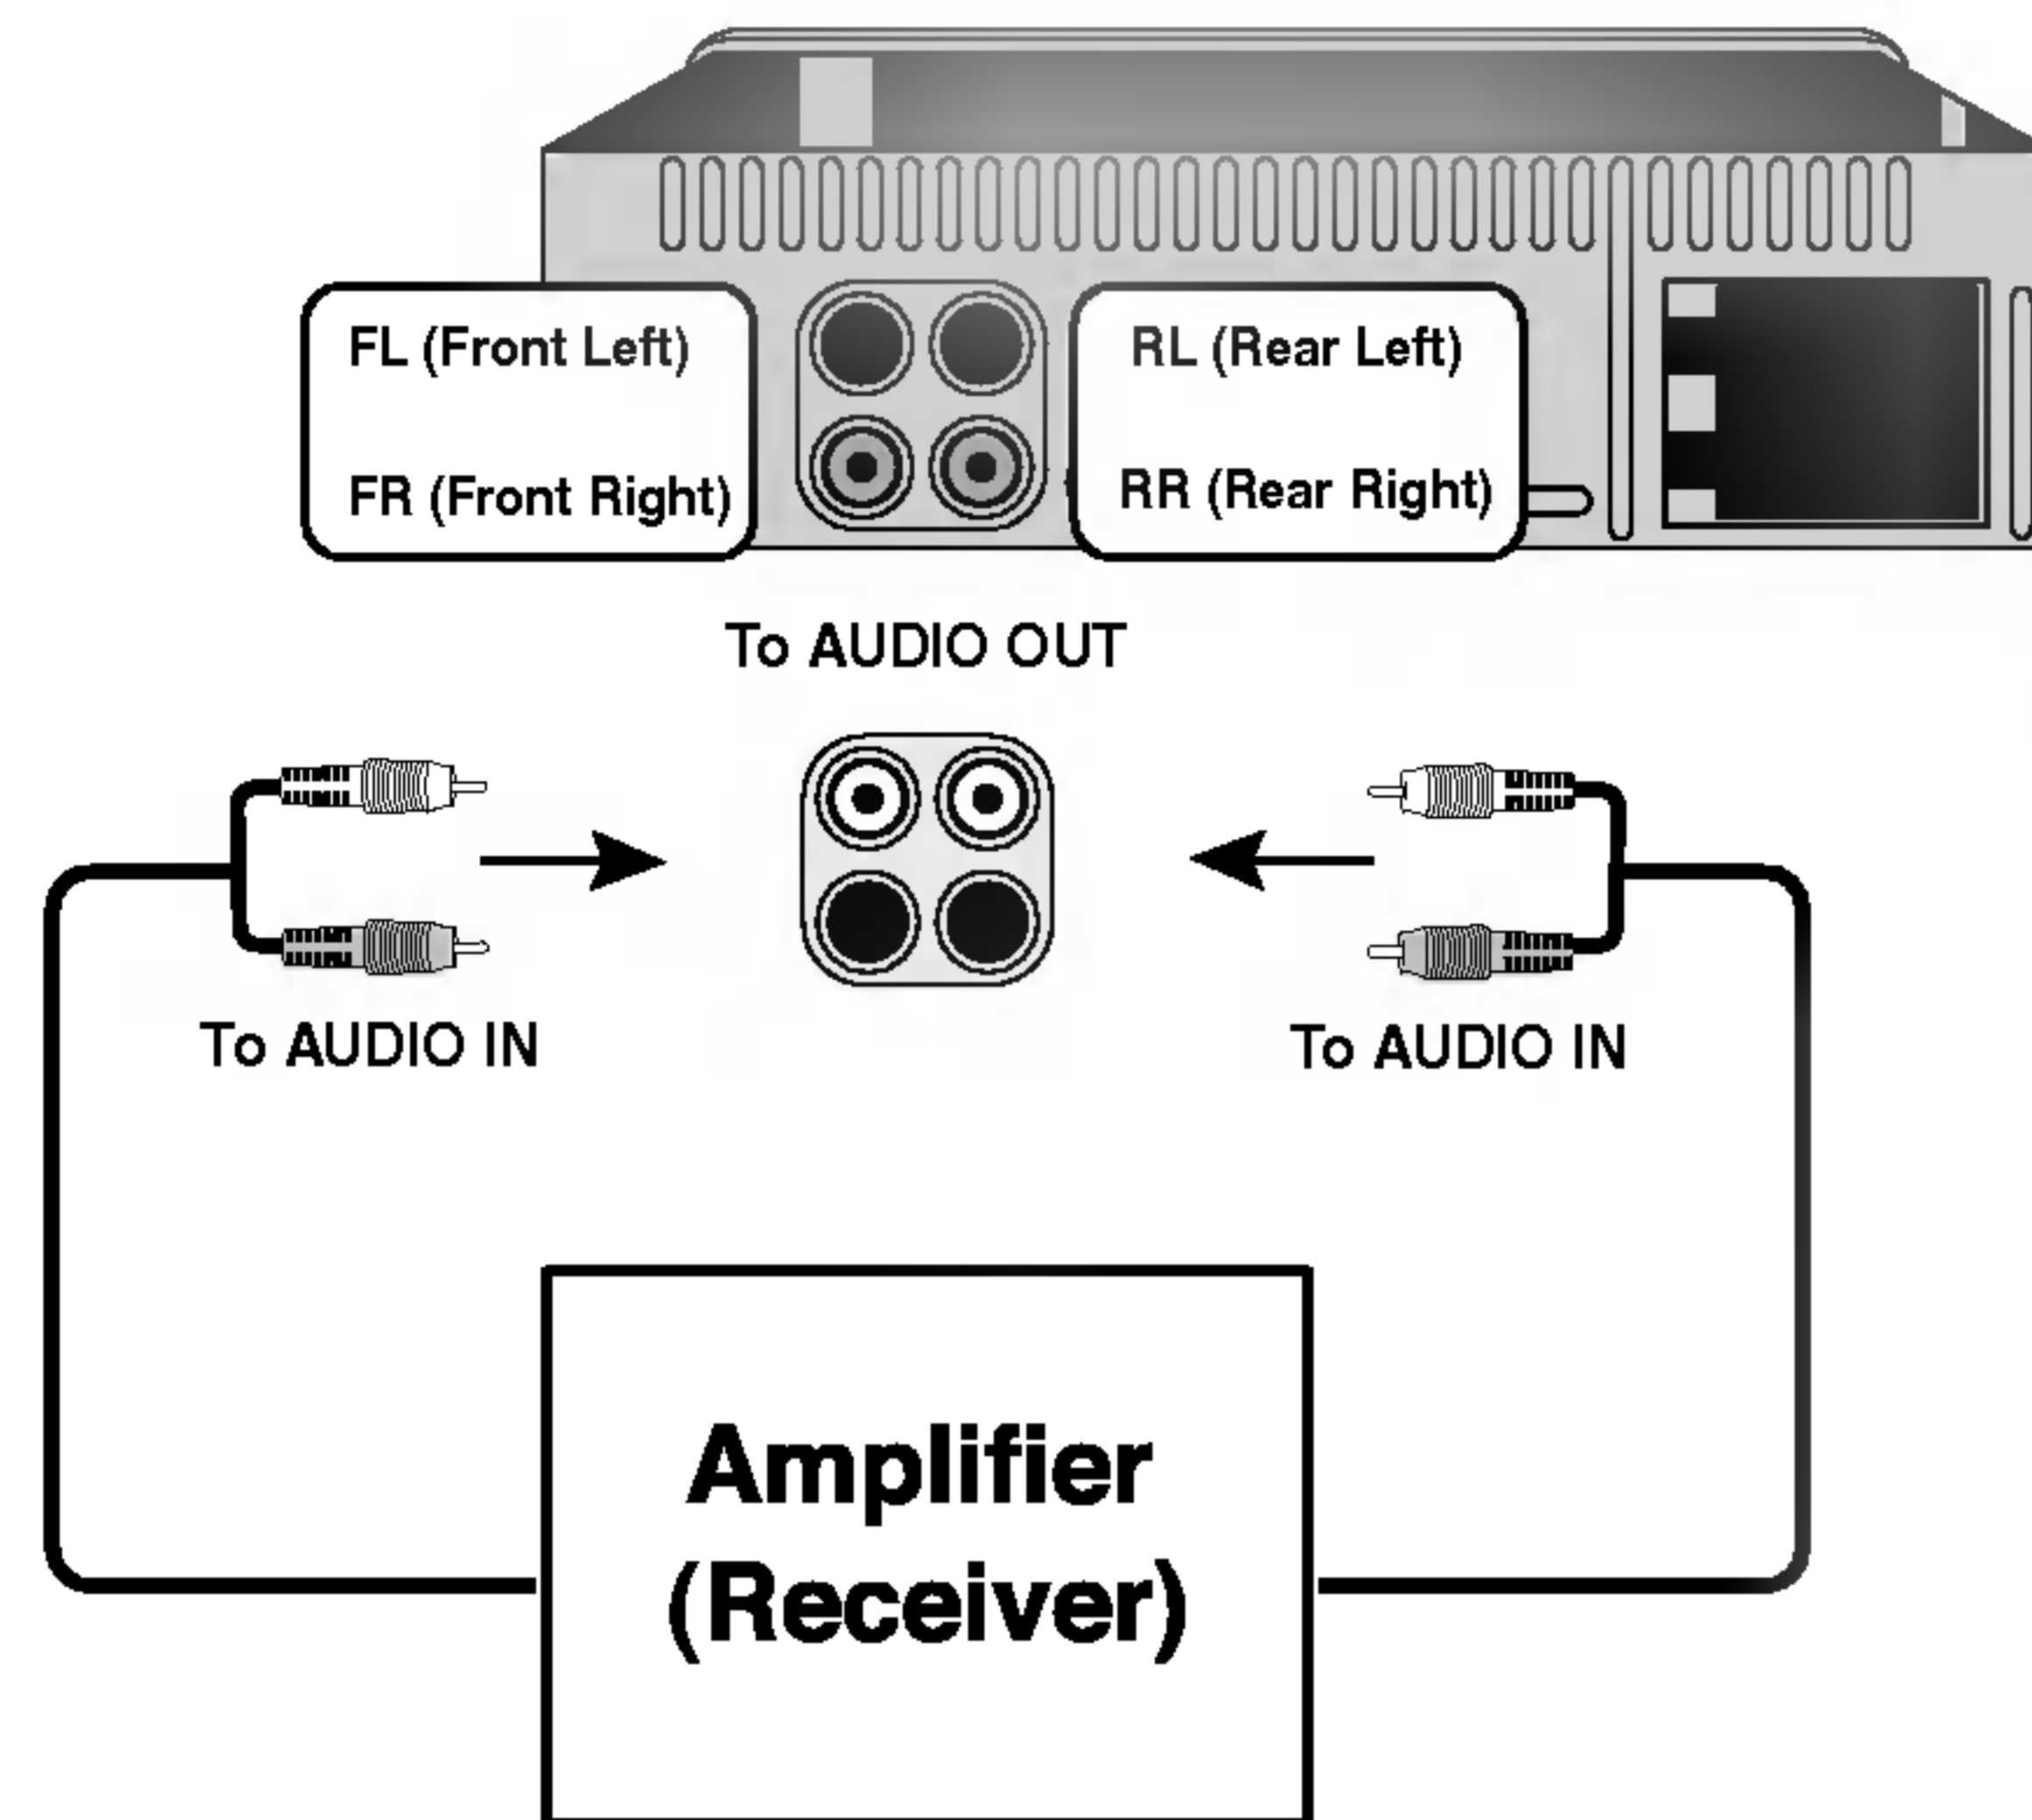 FL (Front Left)
FR (Front Right)
RL (Rear Left)
RR (Rear Right)
To AUDIO OUT
To AUDIO IN
To AUDIO IN
Amplifier
(Receiver)